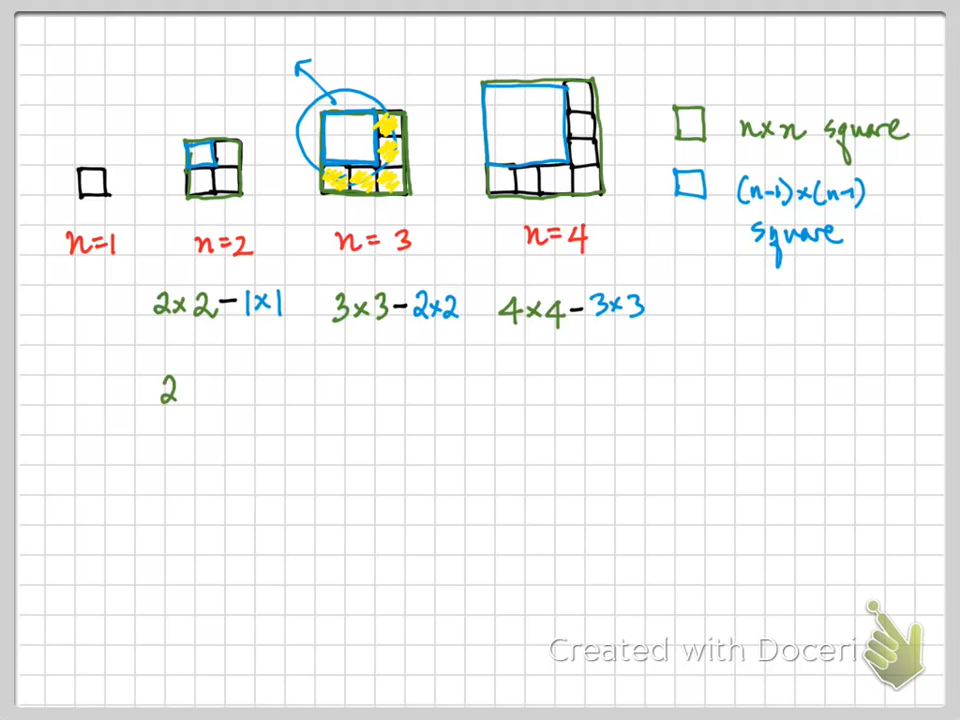 n×n square
(n-1)×(n-1)
square
n=1
n=2
n=3
n=4
2×2-1×1
3×3-2×2
4×4-3×3
2
Created with Doceri